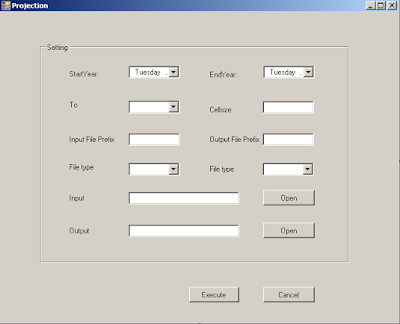 Projection
Setting
StartYear: Tuesday , EndYear: Tuesday ,
To Cellsize
Input File Prefix Output File Prefix
File type File type
Input Open
Output Open
Execute Cancel